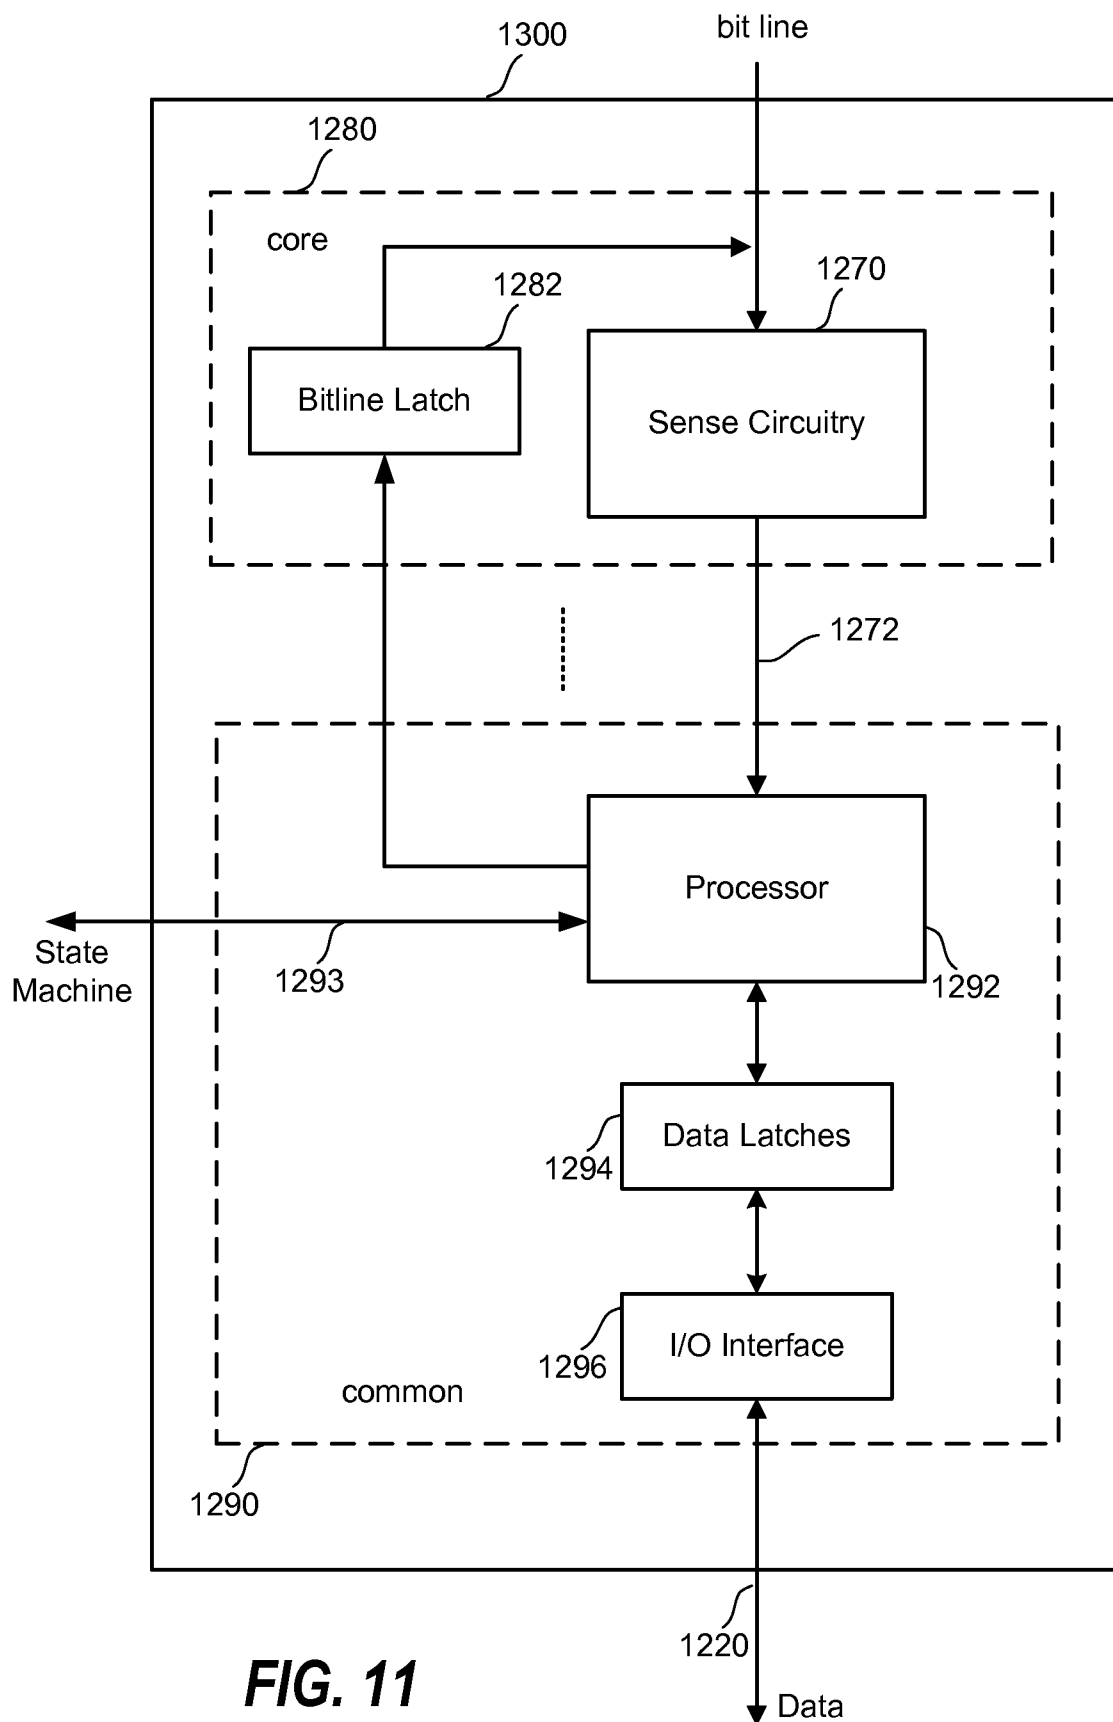 bit line
1300
1280
core
1270
1282
Bitline Latch
Sense Circuitry
1272
Processor
State
Machine
1293
1292
Data Latches
1294
I/O Interface
1296
common
1290
1220
FIG. 11
Data